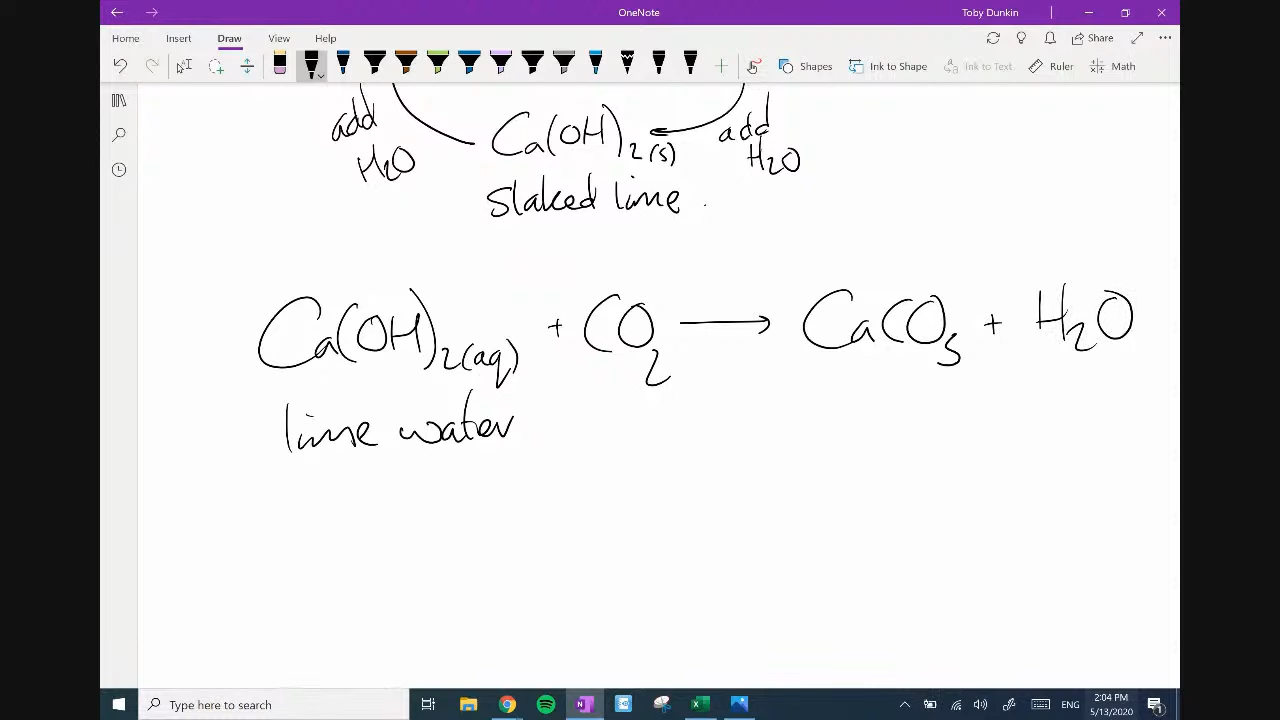 OneNote
Toby Dunkin
Home Insert Draw View Help
Share
Shapes Ink to Shape Ink to Text Ruler Math
add
H2O
Ca(OH)2(s)
add
H2O
slaked lime
Ca(OH)2(aq) + CO2 → CaCO3 + H2O
lime water
Type here to search
ENG
2:04 PM
5/13/2020